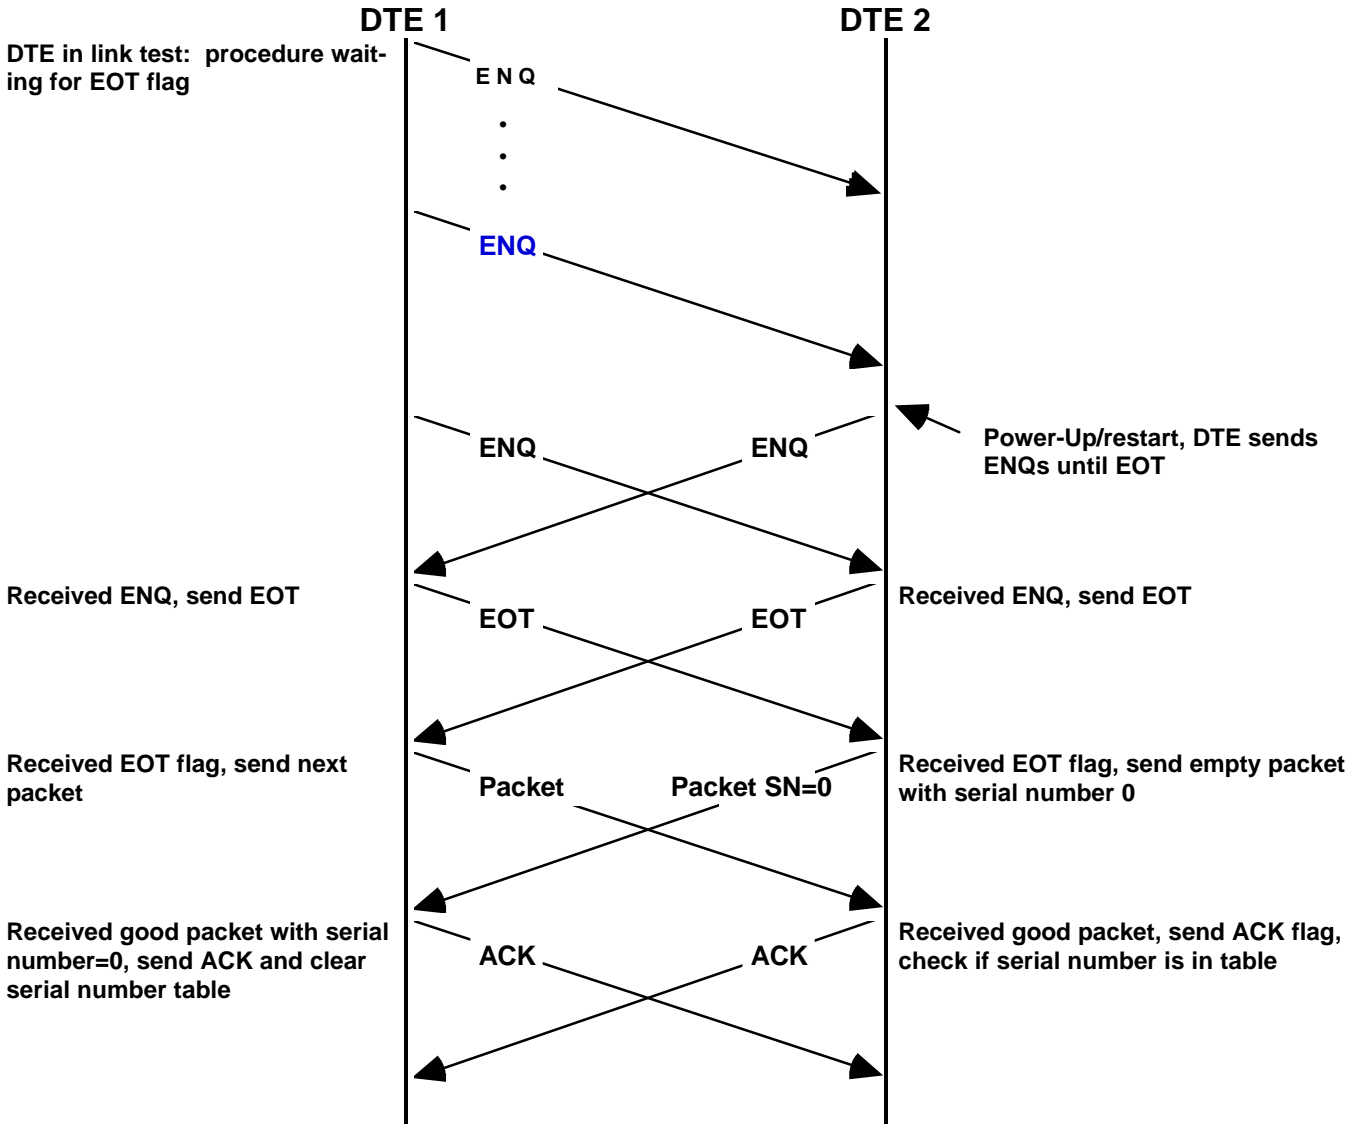 DTE 1
DTE 2
DTE in link test:  procedure wait-
ing for EOT flag
E N Q
ENQ
ENQ
ENQ
Power-Up/restart, DTE sends
ENQs until EOT
Received ENQ, send EOT
EOT
EOT
Received ENQ, send EOT
Received EOT flag, send next
packet
Packet
Packet SN=0
Received EOT flag, send empty packet
with serial number 0
Received good packet with serial
number=0, send ACK and clear
serial number table
ACK
ACK
Received good packet, send ACK flag,
check if serial number is in table